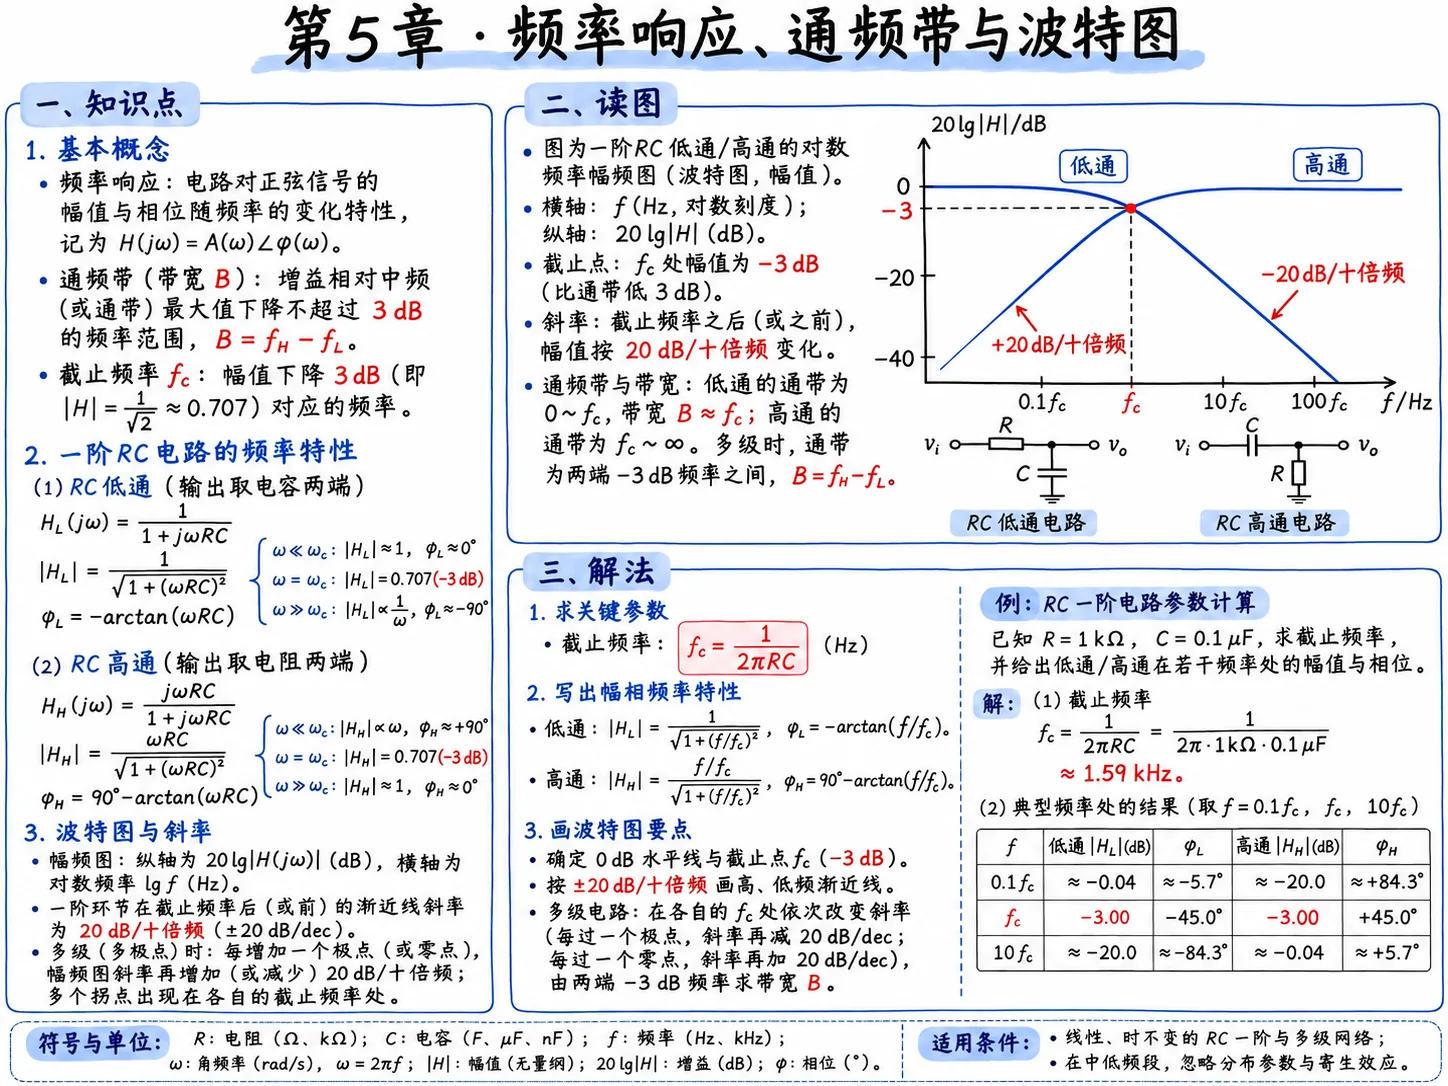 第5章·频率响应、通频带与波特图
一、知识点
1. 基本概念
• 频率响应：电路对正弦信号的
幅值与相位随频率的变化特性，
记为 H(jω) = A(ω)∠φ(ω)。
• 通频带（带宽 B）：增益相对中频
（或通带）最大值下降不超过 3 dB
的频率范围，B = f_H − f_L。
• 截止频率 f_c：幅值下降 3 dB（即
|H| = 1/√2 ≈ 0.707）对应的频率。
2. 一阶RC电路的频率特性
(1) RC低通（输出取电容两端）
H_L(jω) = 1/(1 + jωRC)
|H_L| = 1/√(1 + (ωRC)²)
φ_L = −arctan(ωRC)
ω ≪ ω_c: |H_L| ≈ 1, φ_L ≈ 0°
ω = ω_c: |H_L| = 0.707(−3 dB)
ω ≫ ω_c: |H_L| ∝ 1/ω, φ_L ≈ −90°
(2) RC高通（输出取电阻两端）
H_H(jω) = jωRC/(1 + jωRC)
|H_H| = ωRC/√(1 + (ωRC)²)
φ_H = 90°−arctan(ωRC)
ω ≪ ω_c: |H_H| ∝ ω, φ_H ≈ +90°
ω = ω_c: |H_H| = 0.707(−3 dB)
ω ≫ ω_c: |H_H| ≈ 1, φ_H ≈ 0°
3. 波特图与斜率
• 幅频图：纵轴为 20 lg|H(jω)| (dB)，横轴为
对数频率 lg f (Hz)。
• 一阶环节在截止频率后（或前）的渐近线斜率
为 20 dB/十倍频（±20 dB/dec）。
• 多级（多极点）时：每增加一个极点（或零点），
幅频图斜率再增加（或减少）20 dB/十倍频；
多个拐点出现在各自的截止频率处。
二、读图
• 图为一阶RC低通/高通的对数
频率幅频图（波特图，幅值）。
• 横轴： f (Hz，对数刻度)；
纵轴： 20 lg|H| (dB)。
• 截止点：f_c 处幅值为 −3 dB
（比通带低 3 dB）。
• 斜率：截止频率之后（或之前），
幅值按 20 dB/十倍频 变化。
• 通频带与带宽：低通的通带为
0 ~ f_c，带宽 B ≈ f_c；高通的
通带为 f_c ~ ∞。多级时，通带
为两端 −3 dB 频率之间，B = f_H − f_L。
20 lg|H| /dB
低通
高通
0
−3
−20
−40
−20 dB/十倍频
+20 dB/十倍频
0.1f_c f_c 10f_c 100f_c f/Hz
v_i R C v_o
RC 低通电路
v_i C R v_o
RC 高通电路
三、解法
1. 求关键参数
• 截止频率： f_c = 1/(2πRC) (Hz)
2. 写出幅相频率特性
• 低通：|H_L| = 1/√(1 + (f/f_c)²)， φ_L = −arctan(f/f_c)。
• 高通：|H_H| = (f/f_c)/√(1 + (f/f_c)²)， φ_H = 90°−arctan(f/f_c)。
3. 画波特图要点
• 确定 0 dB 水平线与截止点 f_c (−3 dB)。
• 按 ±20 dB/十倍频 画高、低频渐近线。
• 多级电路：在各自的 f_c 处依次改变斜率
（每过一个极点，斜率再减 20 dB/dec；
每过一个零点，斜率再加 20 dB/dec），
由两端 −3 dB 频率求带宽 B。
例：RC 一阶电路参数计算
已知 R = 1 kΩ， C = 0.1 μF，求截止频率，
并给出低通/高通在若干频率处的幅值与相位。
解： (1) 截止频率
f_c = 1/(2πRC) = 1/(2π·1kΩ·0.1μF)
≈ 1.59 kHz。
(2) 典型频率处的结果（取 f = 0.1f_c， f_c， 10f_c）
f 低通|H_L|(dB) φ_L 高通|H_H|(dB) φ_H
0.1f_c ≈ −0.04 ≈ −5.7° ≈ −20.0 ≈ +84.3°
f_c −3.00 −45.0° −3.00 +45.0°
10f_c ≈ −20.0 ≈ −84.3° ≈ −0.04 ≈ +5.7°
符号与单位： R：电阻（Ω、kΩ）； C：电容（F、μF、nF）； f：频率（Hz、kHz）；
ω：角频率（rad/s），ω = 2πf； |H|：幅值（无量纲）； 20 lg|H|：增益（dB）； φ：相位（°）。
适用条件： • 线性、时不变的 RC 一阶与多级网络；
• 在中低频段，忽略分布参数与寄生效应。